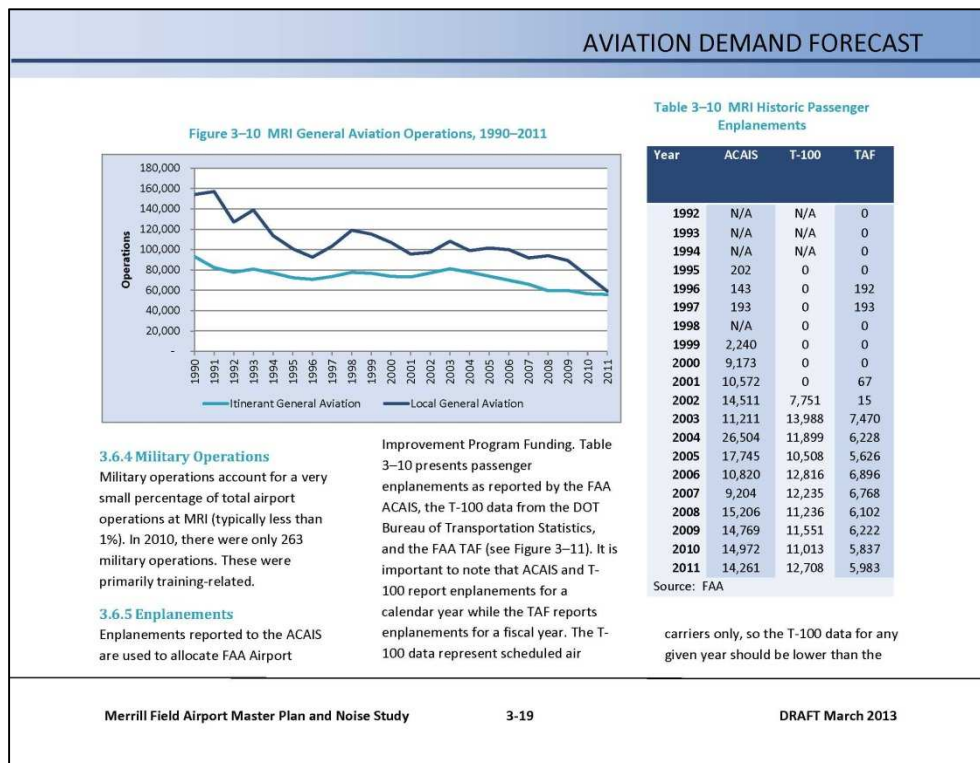 AVIATION DEMAND FORECAST
Figure 3–10 MRI General Aviation Operations, 1990–2011
180,000
160,000
140,000
120,000
100,000
80,000
60,000
40,000
20,000
-
Operations
1990 1991 1992 1993 1994 1995 1996 1997 1998 1999 2000 2001 2002 2003 2004 2005 2006 2007 2008 2009 2010 2011
Itinerant General Aviation Local General Aviation
3.6.4 Military Operations
Military operations account for a very
small percentage of total airport
operations at MRI (typically less than
1%). In 2010, there were only 263
military operations. These were
primarily training-related.
3.6.5 Enplanements
Enplanements reported to the ACAIS
are used to allocate FAA Airport
Improvement Program Funding. Table
3–10 presents passenger
enplanements as reported by the FAA
ACAIS, the T-100 data from the DOT
Bureau of Transportation Statistics,
and the FAA TAF (see Figure 3–11). It is
important to note that ACAIS and T-
100 report enplanements for a
calendar year while the TAF reports
enplanements for a fiscal year. The T-
100 data represent scheduled air
Table 3–10 MRI Historic Passenger
Enplanements
Year ACAIS T-100 TAF
1992 N/A N/A 0
1993 N/A N/A 0
1994 N/A N/A 0
1995 202 0 0
1996 143 0 192
1997 193 0 193
1998 N/A 0 0
1999 2,240 0 0
2000 9,173 0 0
2001 10,572 0 67
2002 14,511 7,751 15
2003 11,211 13,988 7,470
2004 26,504 11,899 6,228
2005 17,745 10,508 5,626
2006 10,820 12,816 6,896
2007 9,204 12,235 6,768
2008 15,206 11,236 6,102
2009 14,769 11,551 6,222
2010 14,972 11,013 5,837
2011 14,261 12,708 5,983
Source: FAA
carriers only, so the T-100 data for any
given year should be lower than the
Merrill Field Airport Master Plan and Noise Study 3-19 DRAFT March 2013